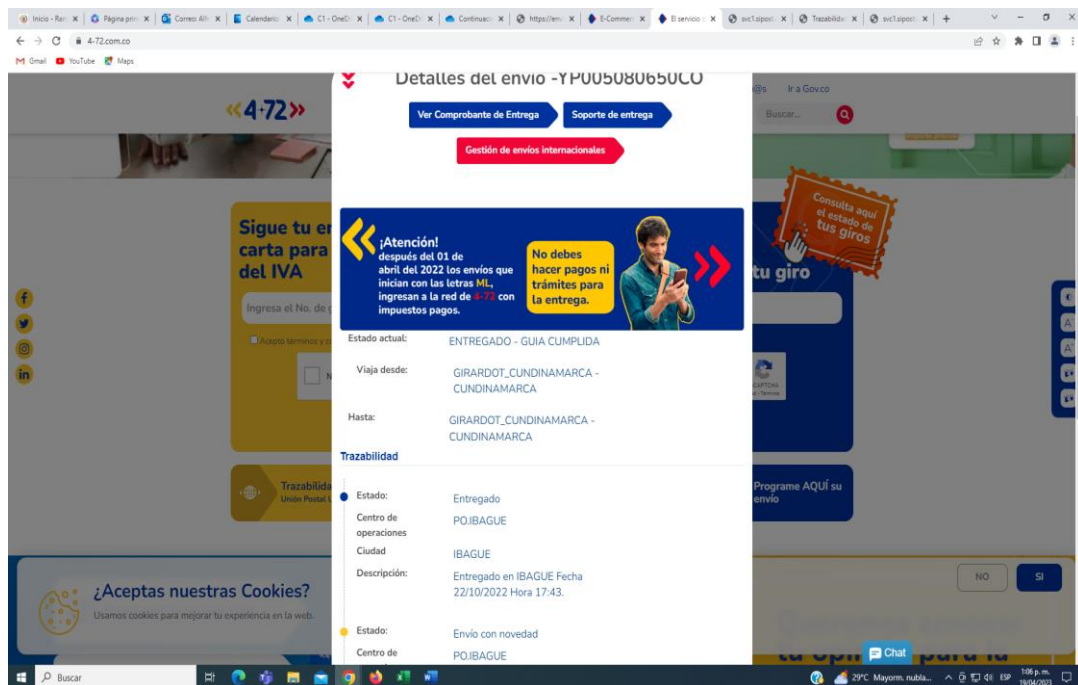 Inicio - Ran
Página prin
Correo: Alfr
Calendario
C1 - OneD
C1 - OneD
Continuaci
https://env
E-Commer
El servicio
svc1.sipost.
Trazabilidad
svc1.sipost.
4-72.com.co
Gmail
YouTube
Maps
Detalles del envio -YP005080650CO
Ir a Gov.co
4-72
Ver Comprobante de Entrega
Soporte de entrega
Buscar...
Gestión de envíos internacionales
Consulta aquí
el estado de
tus giros
Sigue tu en
carta para
del IVA
Ingresa el No. de g
Acepto términos y co
¡Atención!
después del 01 de
abril del 2022 los envíos que
inician con las letras ML,
ingresan a la red de 4-72 con
impuestos pagos.
No debes
hacer pagos ni
trámites para
la entrega.
tu giro
Estado actual:
ENTREGADO - GUIA CUMPLIDA
Viaja desde:
GIRARDOT_CUNDINAMARCA -
CUNDINAMARCA
Hasta:
GIRARDOT_CUNDINAMARCA -
CUNDINAMARCA
Trazabilidad
Trazabilida
Unión Postal U
Programe AQUÍ su
envío
Estado:
Entregado
Centro de
operaciones
PO.IBAGUE
Ciudad
IBAGUE
Descripción:
Entregado en IBAGUE Fecha
22/10/2022 Hora 17:43.
Estado:
Envio con novedad
Centro de
PO.IBAGUE
¿Aceptas nuestras Cookies?
Usamos cookies para mejorar tu experiencia en la web.
NO
SI
Chat
Buscar
29°C Mayorm. nubla...
ESP
1:06 p. m.
19/04/2023